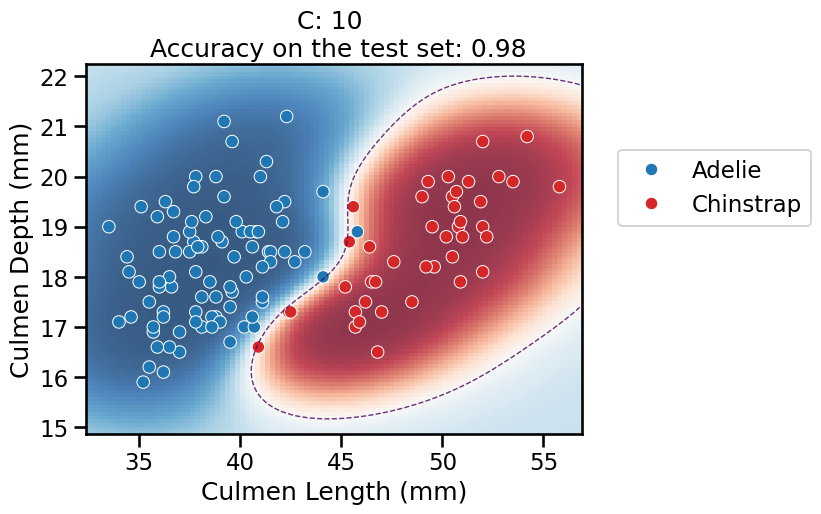 C: 10
Accuracy on the test set: 0.98
22
21
20
19
18
17
16
15
Culmen Depth (mm)
35 40 45 50 55
Culmen Length (mm)
Adelie
Chinstrap